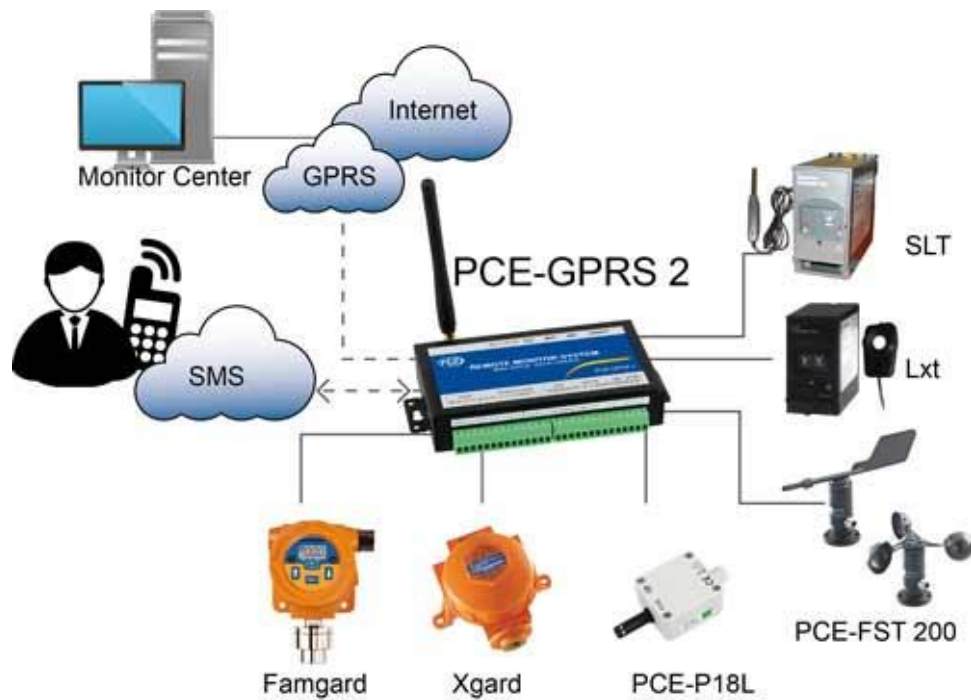 Internet
GPRS
Monitor Center
PCE-GPRS 2
SLT
REMOTE MONITOR SYSTEM
Lxt
SMS
PCE-FST 200
Famgard
Xgard
PCE-P18L